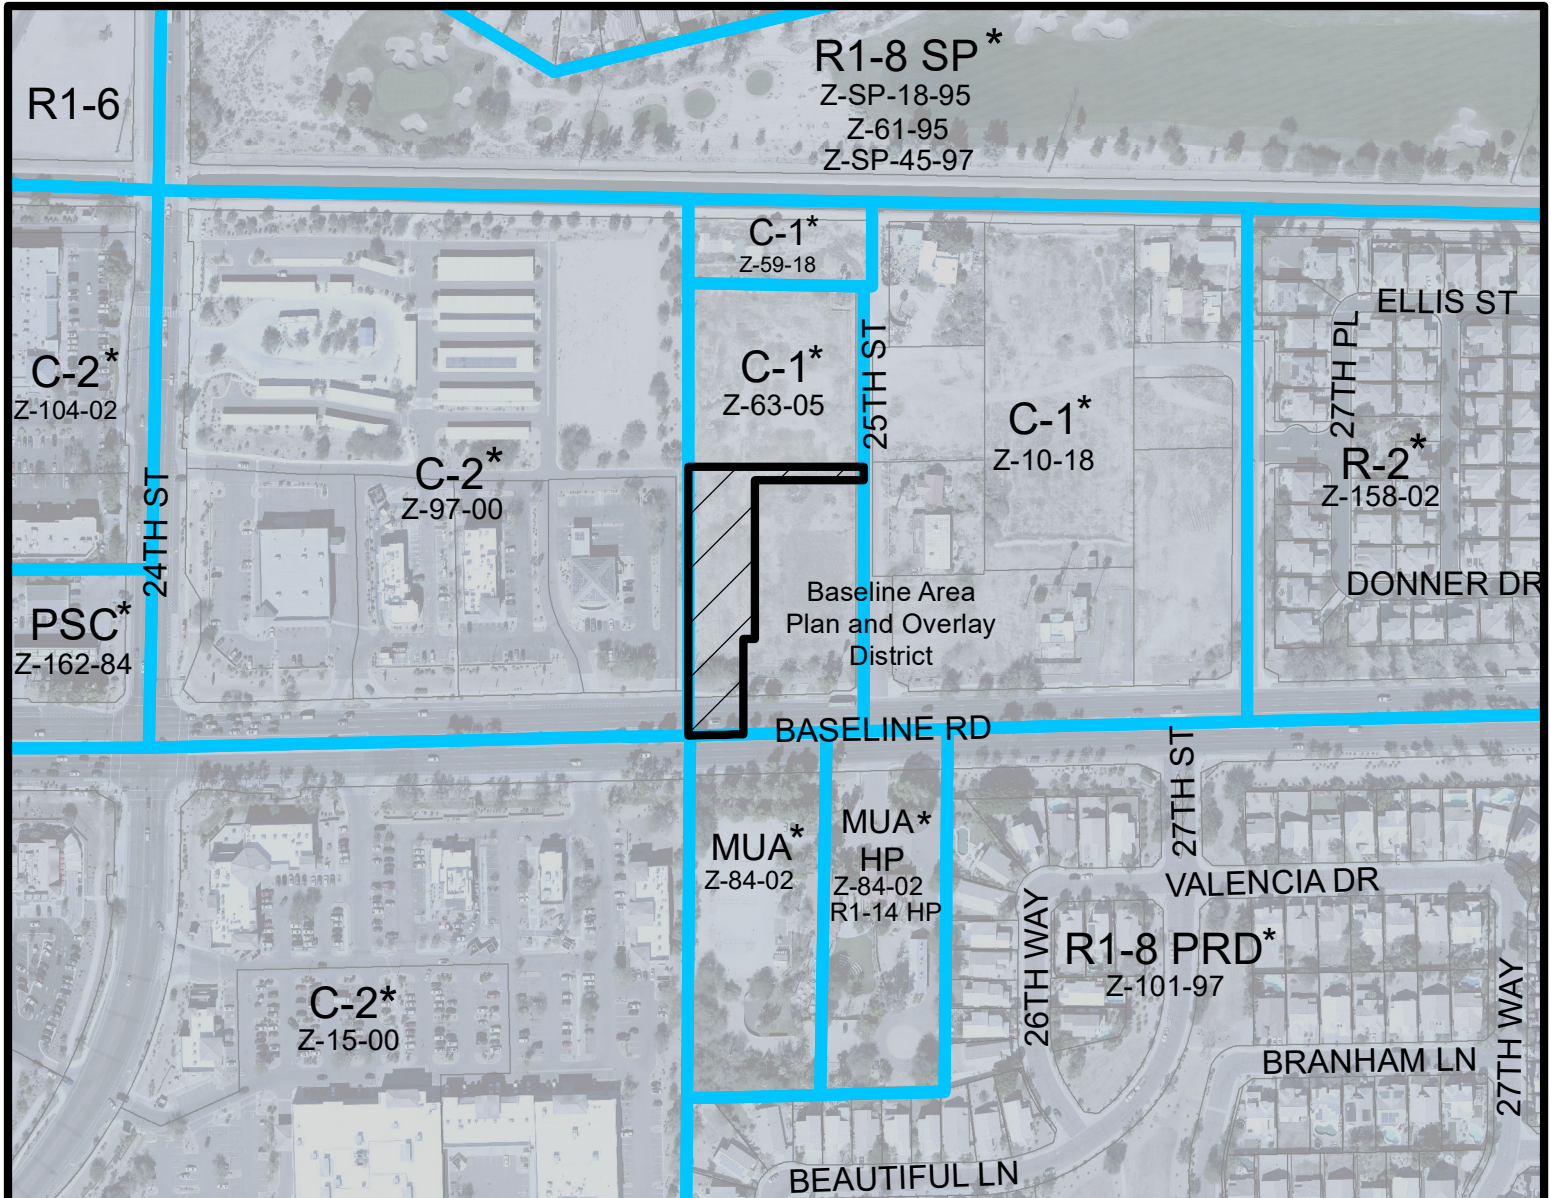 R1-8 SP*
Z-SP-18-95
Z-61-95
Z-SP-45-97
R1-6
C-1*
Z-59-18
ELLIS ST
27TH PL
25TH ST
C-2*
Z-104-02
C-1*
Z-63-05
C-1*
Z-10-18
C-2*
Z-97-00
R-2*
Z-158-02
24TH ST
Baseline Area
Plan and Overlay
District
DONNER DR
PSC*
Z-162-84
BASELINE RD
27TH ST
MUA*
Z-84-02
MUA*
HP
Z-84-02
R1-14 HP
VALENCIA DR
26TH WAY
R1-8 PRD*
Z-101-97
C-2*
Z-15-00
27TH WAY
BRANHAM LN
BEAUTIFUL LN